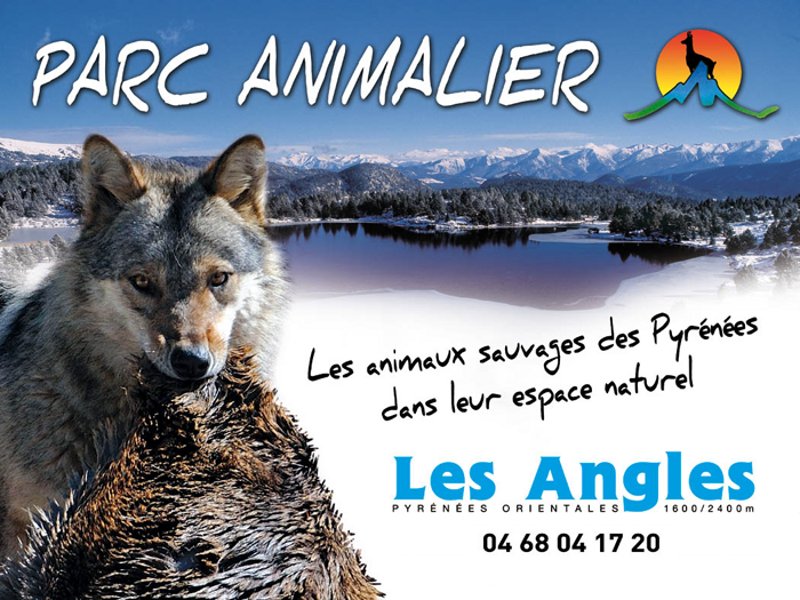 PARC ANIMALIER
Les animaux sauvages des Pyrénées
dans leur espace naturel
Les Angles
PYRÉNÉES ORIENTALES 1600/2400m
04 68 04 17 20